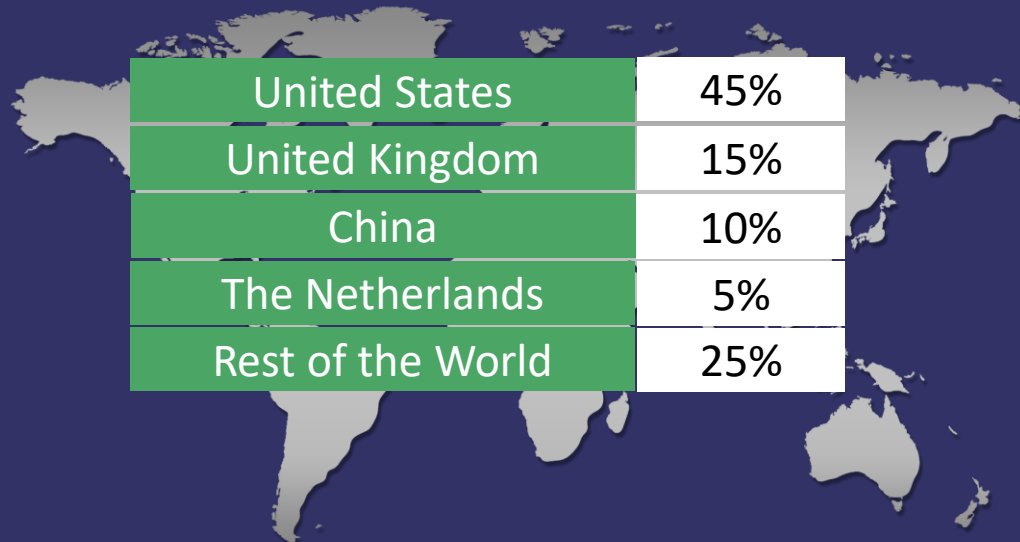 United States 45%
United Kingdom 15%
China 10%
The Netherlands 5%
Rest of the World 25%